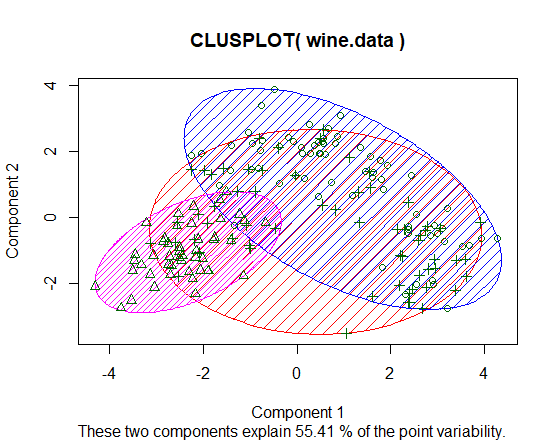 CLUSPLOT( wine.data )
4
2
0
-2
Component 2
-4
-2
0
2
4
Component 1
These two components explain 55.41 % of the point variability.